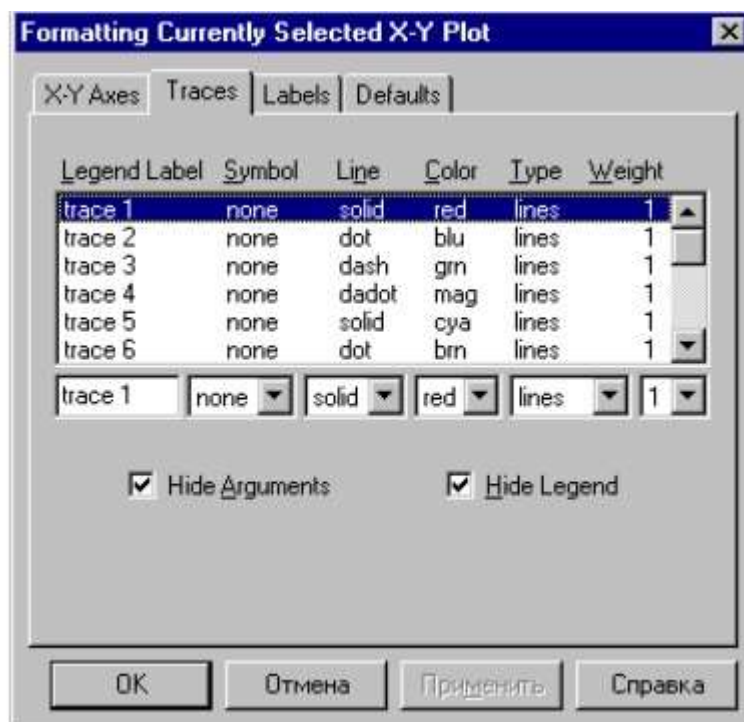 Formatting Currently Selected X-Y Plot
X-Y Axes Traces Labels Defaults
Legend Label Symbol Line Color Type Weight
trace 1 none solid red lines 1
trace 2 none dot blu lines 1
trace 3 none dash grn lines 1
trace 4 none dadot mag lines 1
trace 5 none solid cya lines 1
trace 6 none dot brn lines 1
trace 1 none solid red lines 1
Hide Arguments Hide Legend
OK Отмена Применить Справка